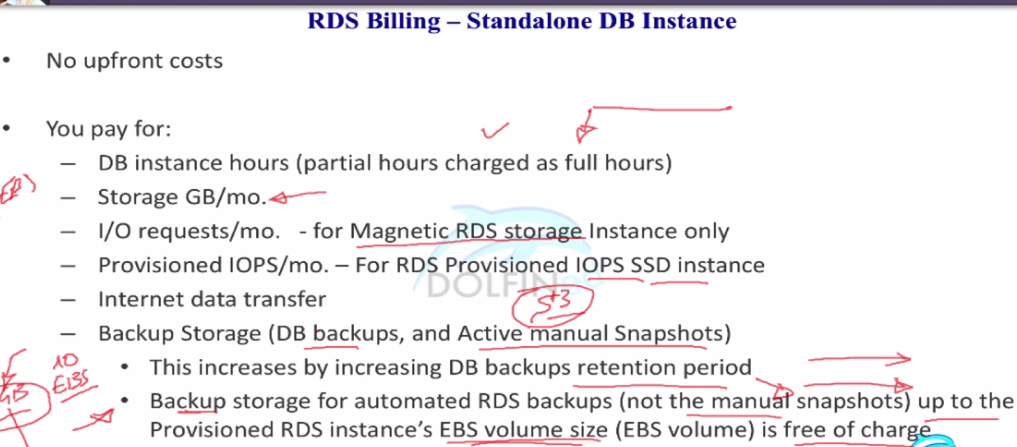 RDS Billing – Standalone DB Instance
• No upfront costs
• You pay for:
– DB instance hours (partial hours charged as full hours)
– Storage GB/mo.
– I/O requests/mo. - for Magnetic RDS storage Instance only
– Provisioned IOPS/mo. – For RDS Provisioned IOPS SSD instance
DOLFIN
– Internet data transfer
– Backup Storage (DB backups, and Active manual Snapshots)
• This increases by increasing DB backups retention period
10
EBS
GB
• Backup storage for automated RDS backups (not the manual snapshots) up to the
Provisioned RDS instance's EBS volume size (EBS volume) is free of charge